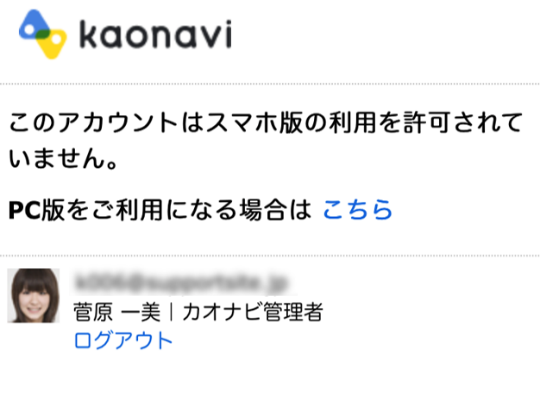 kaonavi
このアカウントはスマホ版の利用を許可されて
いません。
PC版をご利用になる場合は こちら
菅原 一美｜カオナビ管理者
ログアウト